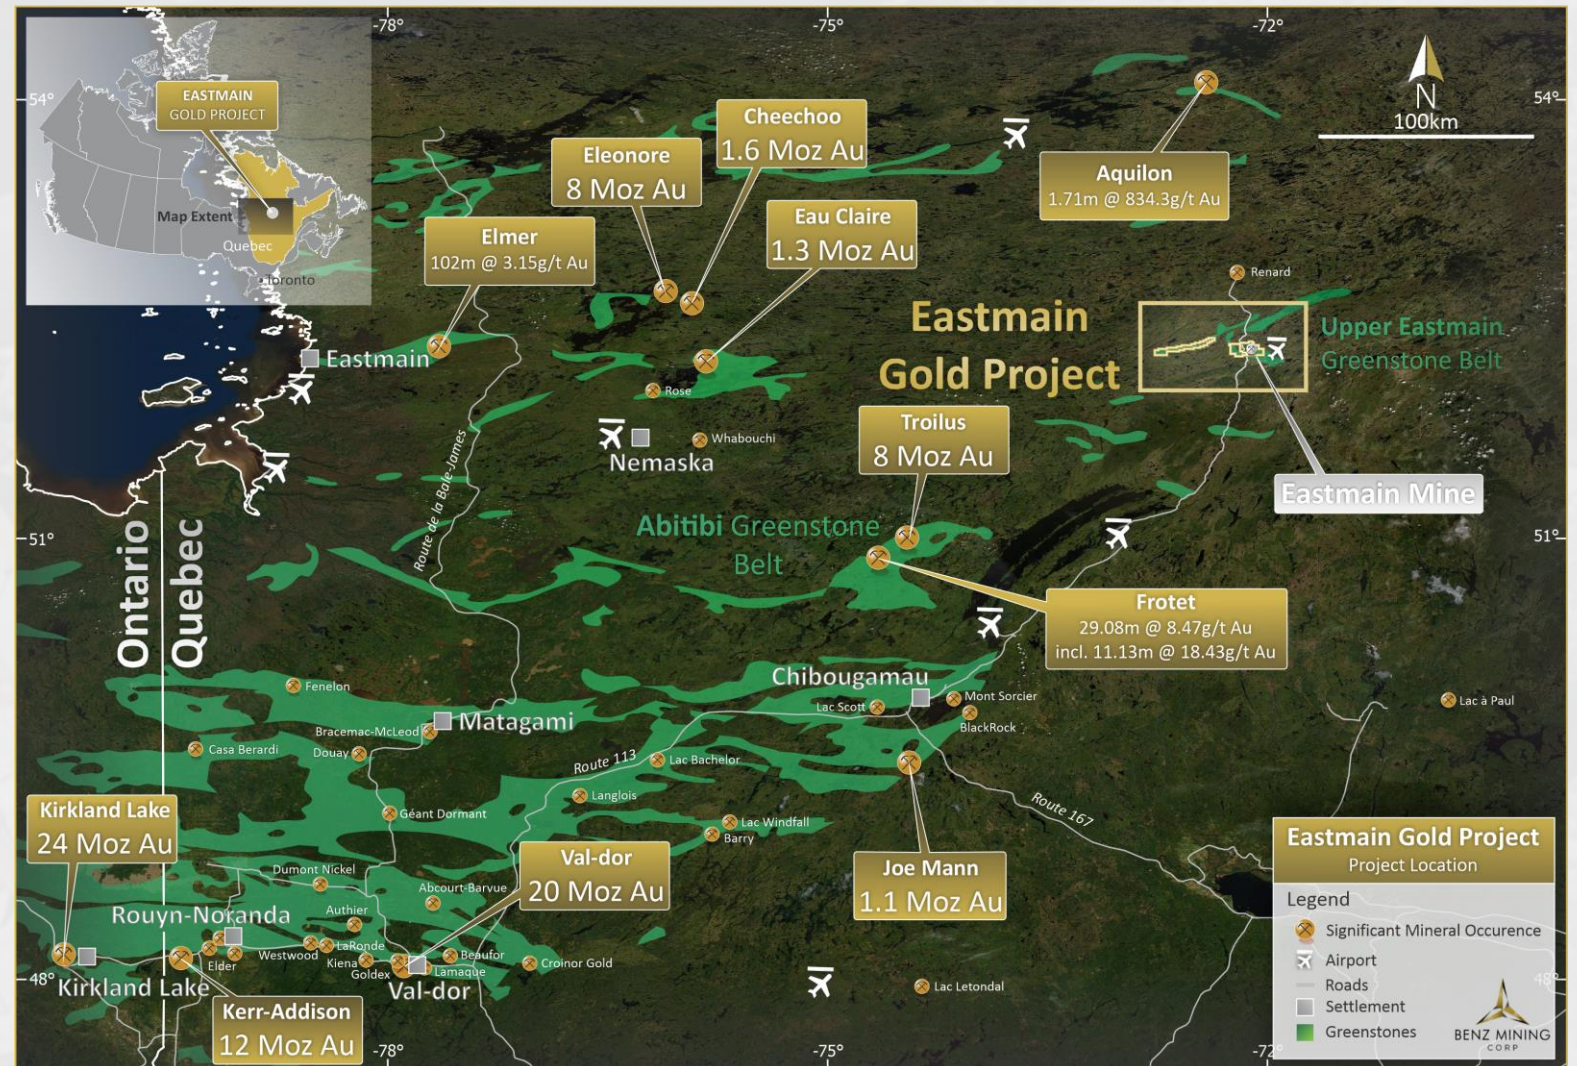 -78°
-75°
-72°
54°
54°
EASTMAIN
GOLD PROJECT
Map Extent
Quebec
Toronto
N
100km
Cheechoo
1.6 Moz Au
Eleonore
8 Moz Au
Aquilon
1.71m @ 834.3g/t Au
Eau Claire
1.3 Moz Au
Elmer
102m @ 3.15g/t Au
Renard
Eastmain
Gold Project
Upper Eastmain
Greenstone Belt
Eastmain
Rose
Whabouchi
Nemaska
Troilus
8 Moz Au
Eastmain Mine
Route de la Baie-James
Abitibi Greenstone
Belt
51°
51°
Ontario
Quebec
Frotet
29.08m @ 8.47g/t Au
incl. 11.13m @ 18.43g/t Au
Chibougamau
Fenelon
Mont Sorcier
Lac Scott
BlackRock
Lac à Paul
Matagami
Bracemac-McLeod
Casa Berardi
Douay
Route 113
Lac Bachelor
Langlois
Route 167
Géant Dormant
Lac Windfall
Barry
Kirkland Lake
24 Moz Au
Val-dor
20 Moz Au
Joe Mann
1.1 Moz Au
Dumont Nickel
Abcourt-Barvue
Authier
Rouyn-Noranda
Westwood
LaRonde
Elder
Kiena
Goldex
Beaufor
Lamaque
Croinor Gold
Val-dor
Kirkland Lake
Kerr-Addison
12 Moz Au
Lac Letondal
48°
48°
-78°
-75°
-72°
Eastmain Gold Project
Project Location
Legend
Significant Mineral Occurence
Airport
Roads
Settlement
Greenstones
BENZ MINING
CORP